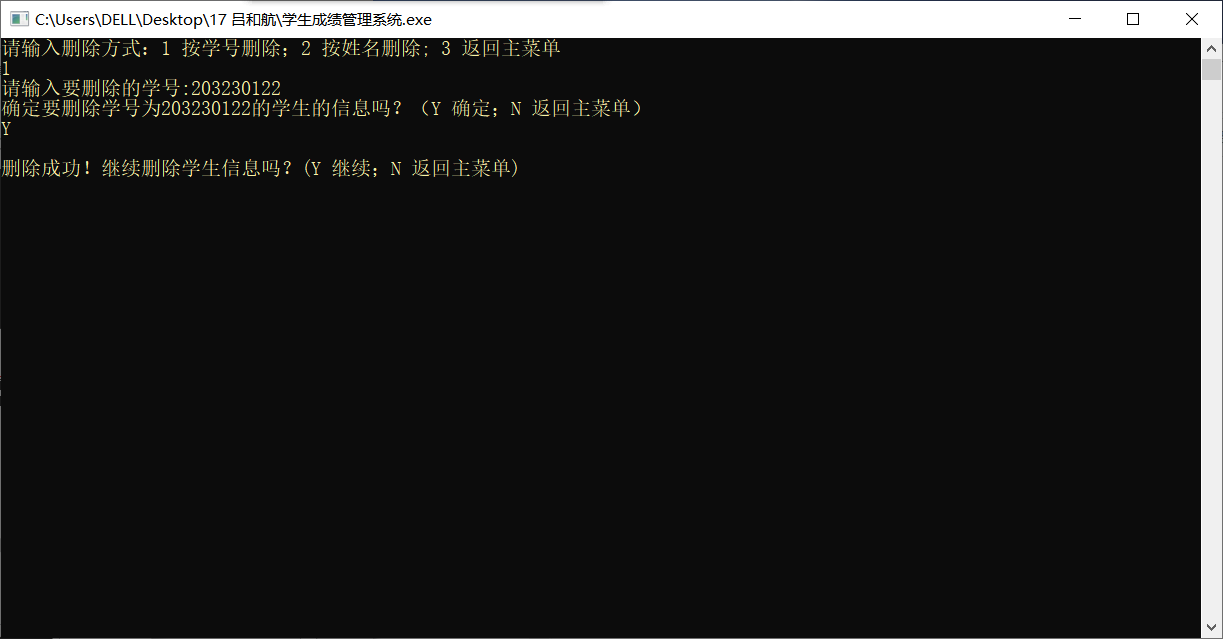 C:\Users\DELL\Desktop\17 吕和航\学生成绩管理系统.exe
请输入删除方式：1 按学号删除；2 按姓名删除; 3 返回主菜单
1
请输入要删除的学号:203230122
确定要删除学号为203230122的学生的信息吗？（Y 确定；N 返回主菜单）
Y
删除成功！继续删除学生信息吗？(Y 继续；N 返回主菜单)